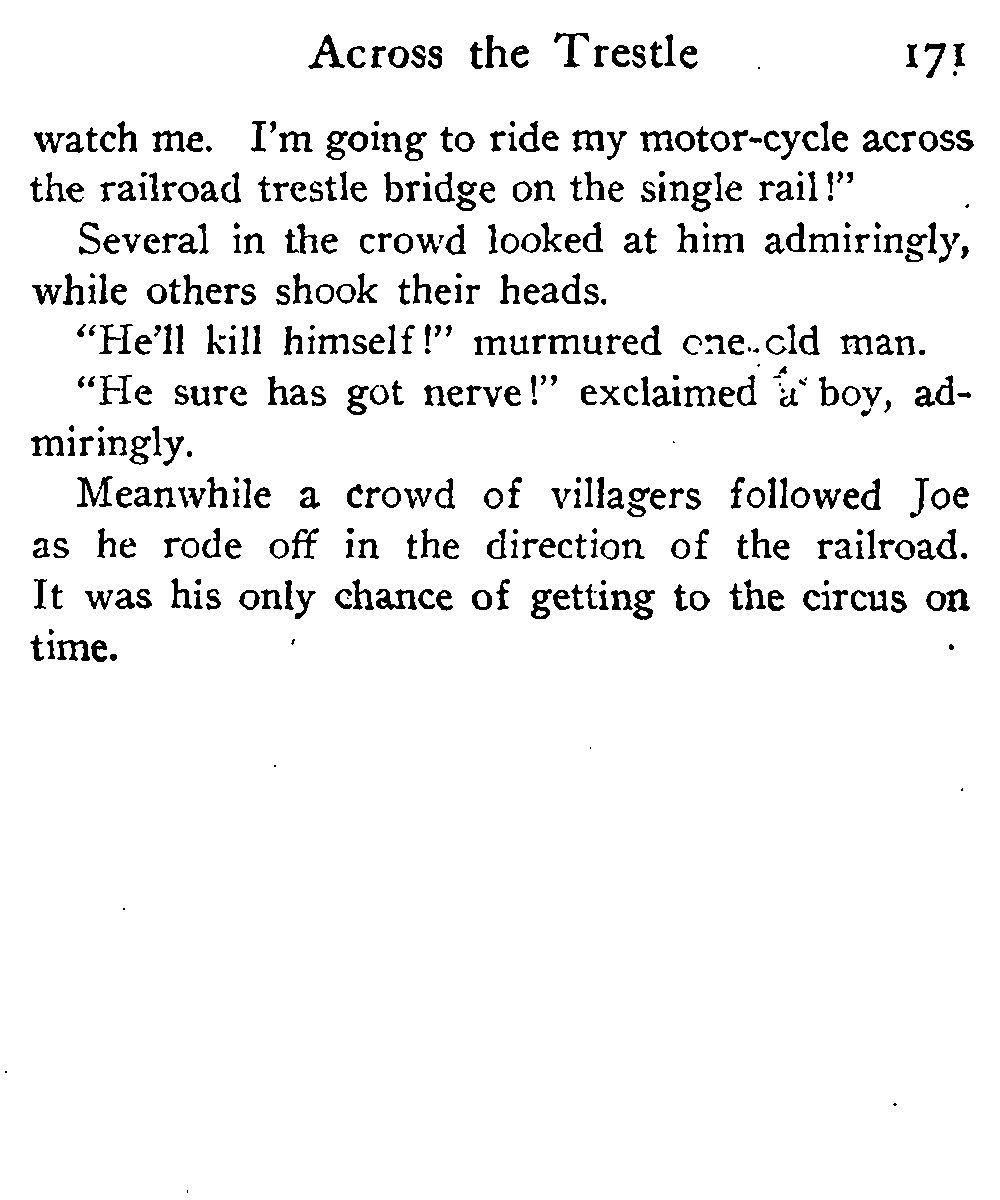 Across the Trestle 171
watch me. I'm going to ride my motor-cycle across
the railroad trestle bridge on the single rail!"
Several in the crowd looked at him admiringly,
while others shook their heads.
"He'll kill himself!" murmured one old man.
"He sure has got nerve!" exclaimed a boy, ad-
miringly.
Meanwhile a crowd of villagers followed Joe
as he rode off in the direction of the railroad.
It was his only chance of getting to the circus on
time.